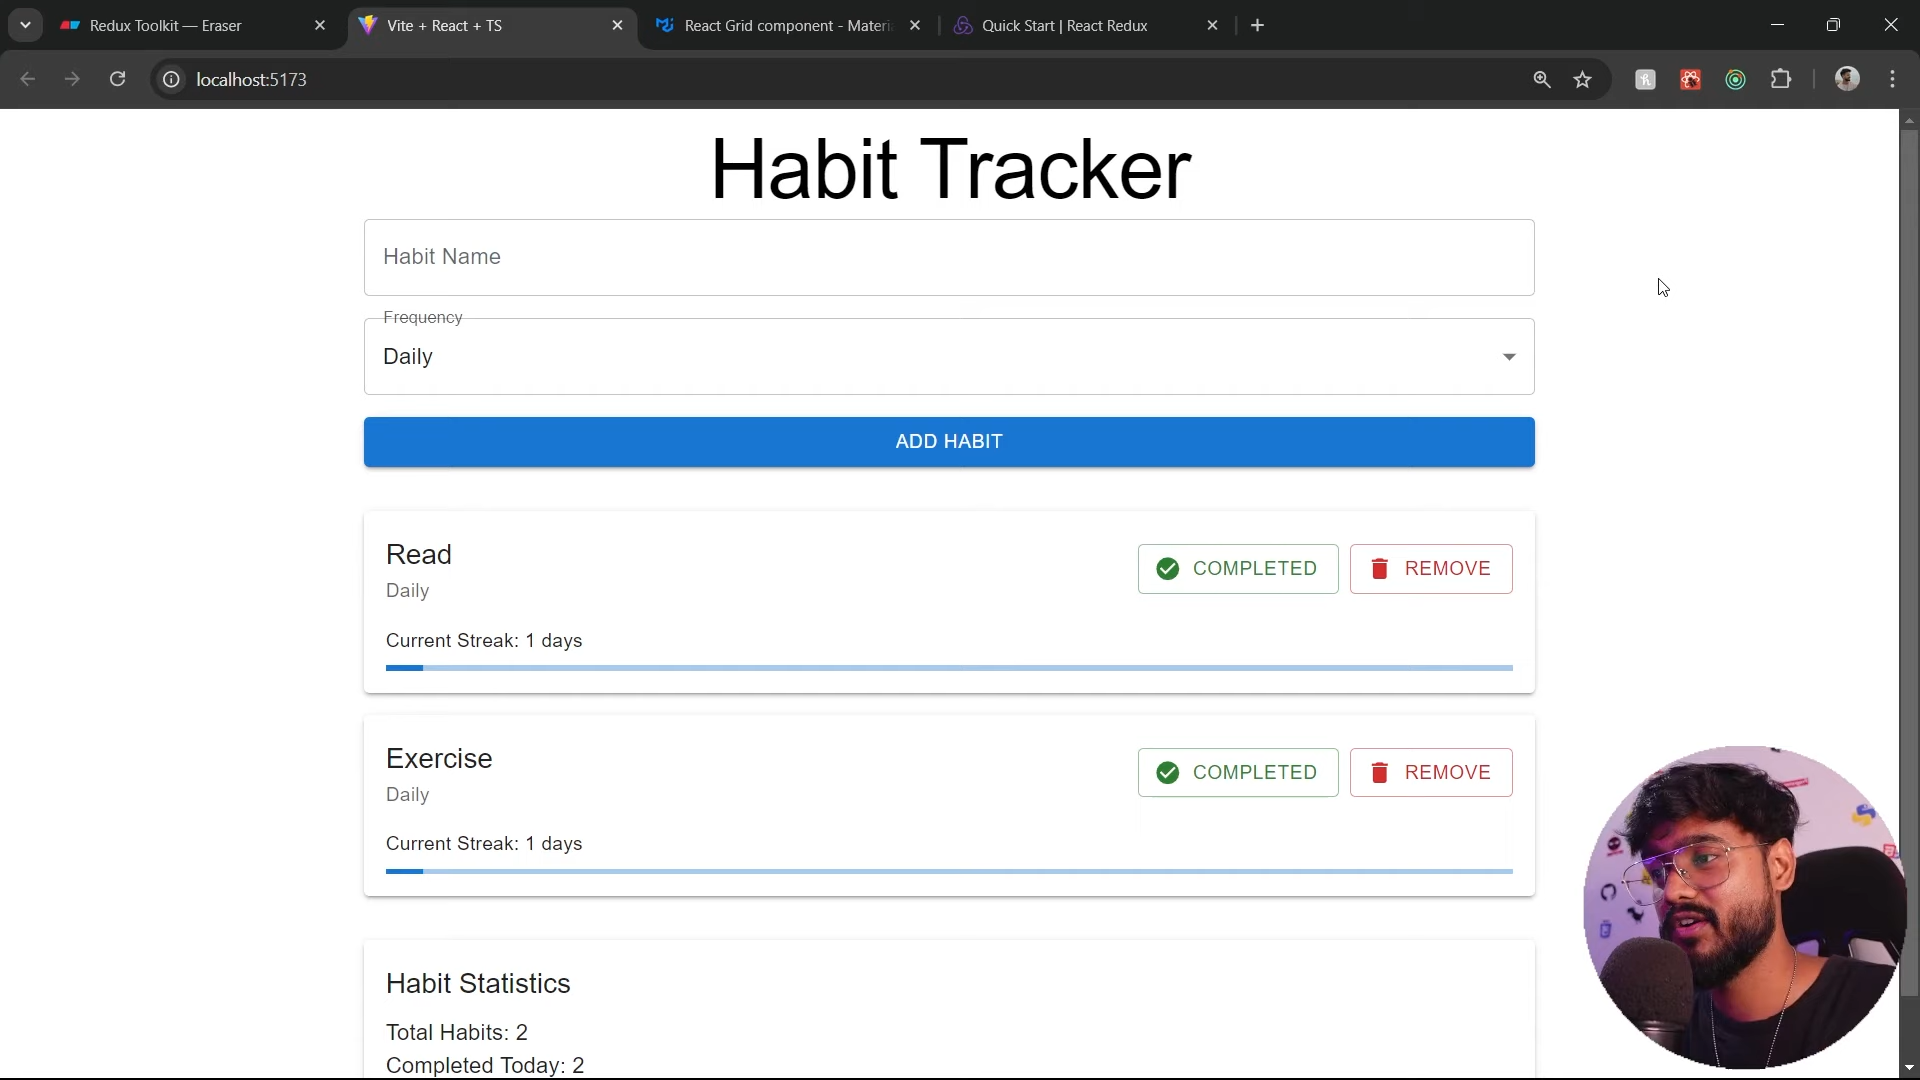 Redux Toolkit — Eraser
Vite + React + TS
React Grid component - Materi
Quick Start | React Redux
localhost:5173
Habit Tracker
Habit Name
Frequency
Daily
ADD HABIT
Read
Daily
COMPLETED
REMOVE
Current Streak: 1 days
Exercise
Daily
COMPLETED
REMOVE
Current Streak: 1 days
Habit Statistics
Total Habits: 2
Completed Today: 2